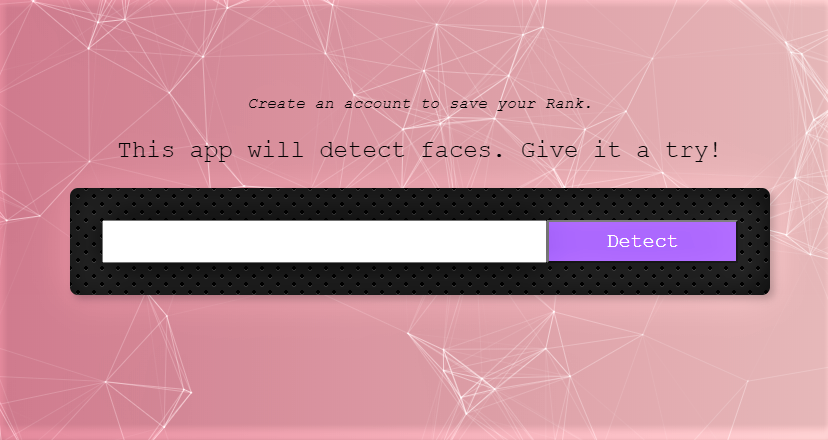 Create an account to save your Rank.
This app will detect faces. Give it a try!
Detect